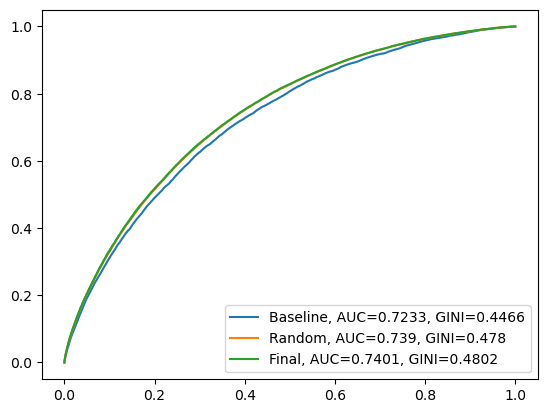 1.0
0.8
0.6
0.4
0.2
0.0
Baseline, AUC=0.7233, GINI=0.4466
Random, AUC=0.739, GINI=0.478
Final, AUC=0.7401, GINI=0.4802
0.0 0.2 0.4 0.6 0.8 1.0